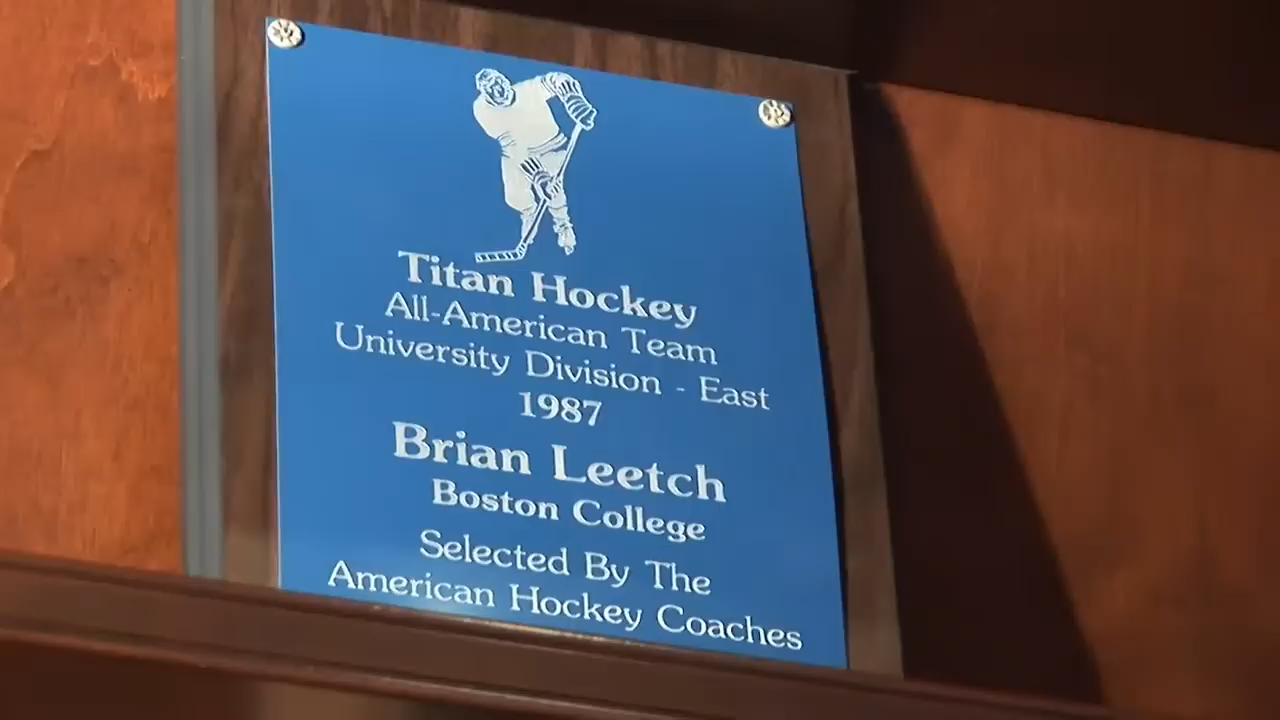 Titan Hockey
All-American Team
University Division - East
1987
Brian Leetch
Boston College
Selected By The
American Hockey Coaches